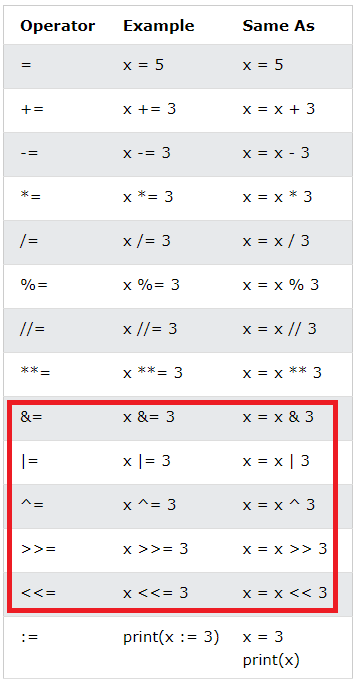 Operator Example Same As
= x = 5 x = 5
+= x += 3 x = x + 3
-= x -= 3 x = x - 3
*= x *= 3 x = x * 3
/= x /= 3 x = x / 3
%= x %= 3 x = x % 3
//= x //= 3 x = x // 3
**= x **= 3 x = x ** 3
&= x &= 3 x = x & 3
|= x |= 3 x = x | 3
^= x ^= 3 x = x ^ 3
>>= x >>= 3 x = x >> 3
<<= x <<= 3 x = x << 3
:= print(x := 3) x = 3
print(x)